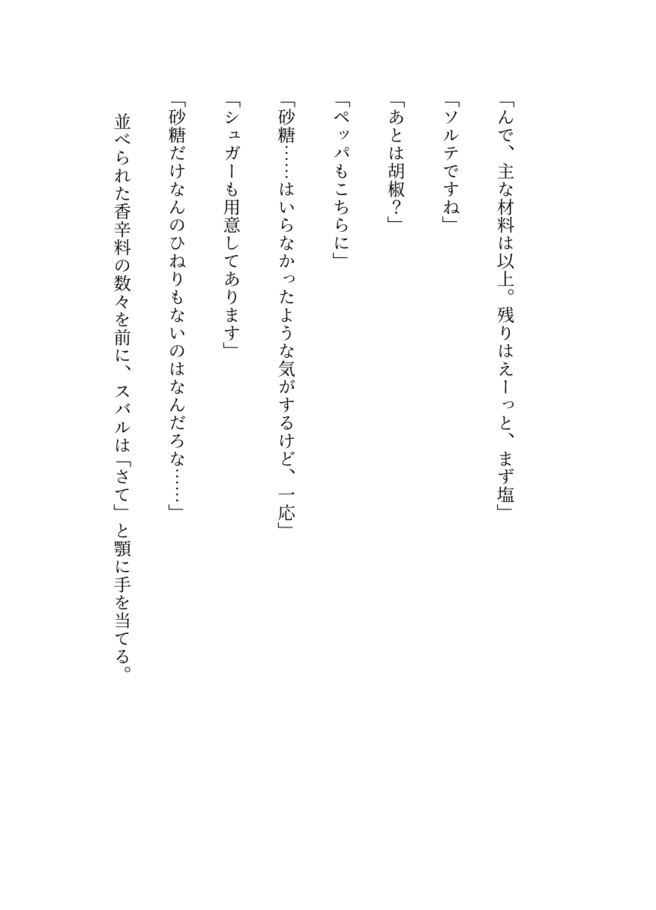 「んで、主な材料は以上。残りはえーっと、まず塩」
「ソルテですね」
「あとは胡椒？」
「ペッパもこちらに」
「砂糖……はいらなかったような気がするけど、一応」
「シュガーも用意してあります」
「砂糖だけなんのひねりもないのはなんだろな……」
　並べられた香辛料の数々を前に、スバルは「さて」と顎に手を当てる。